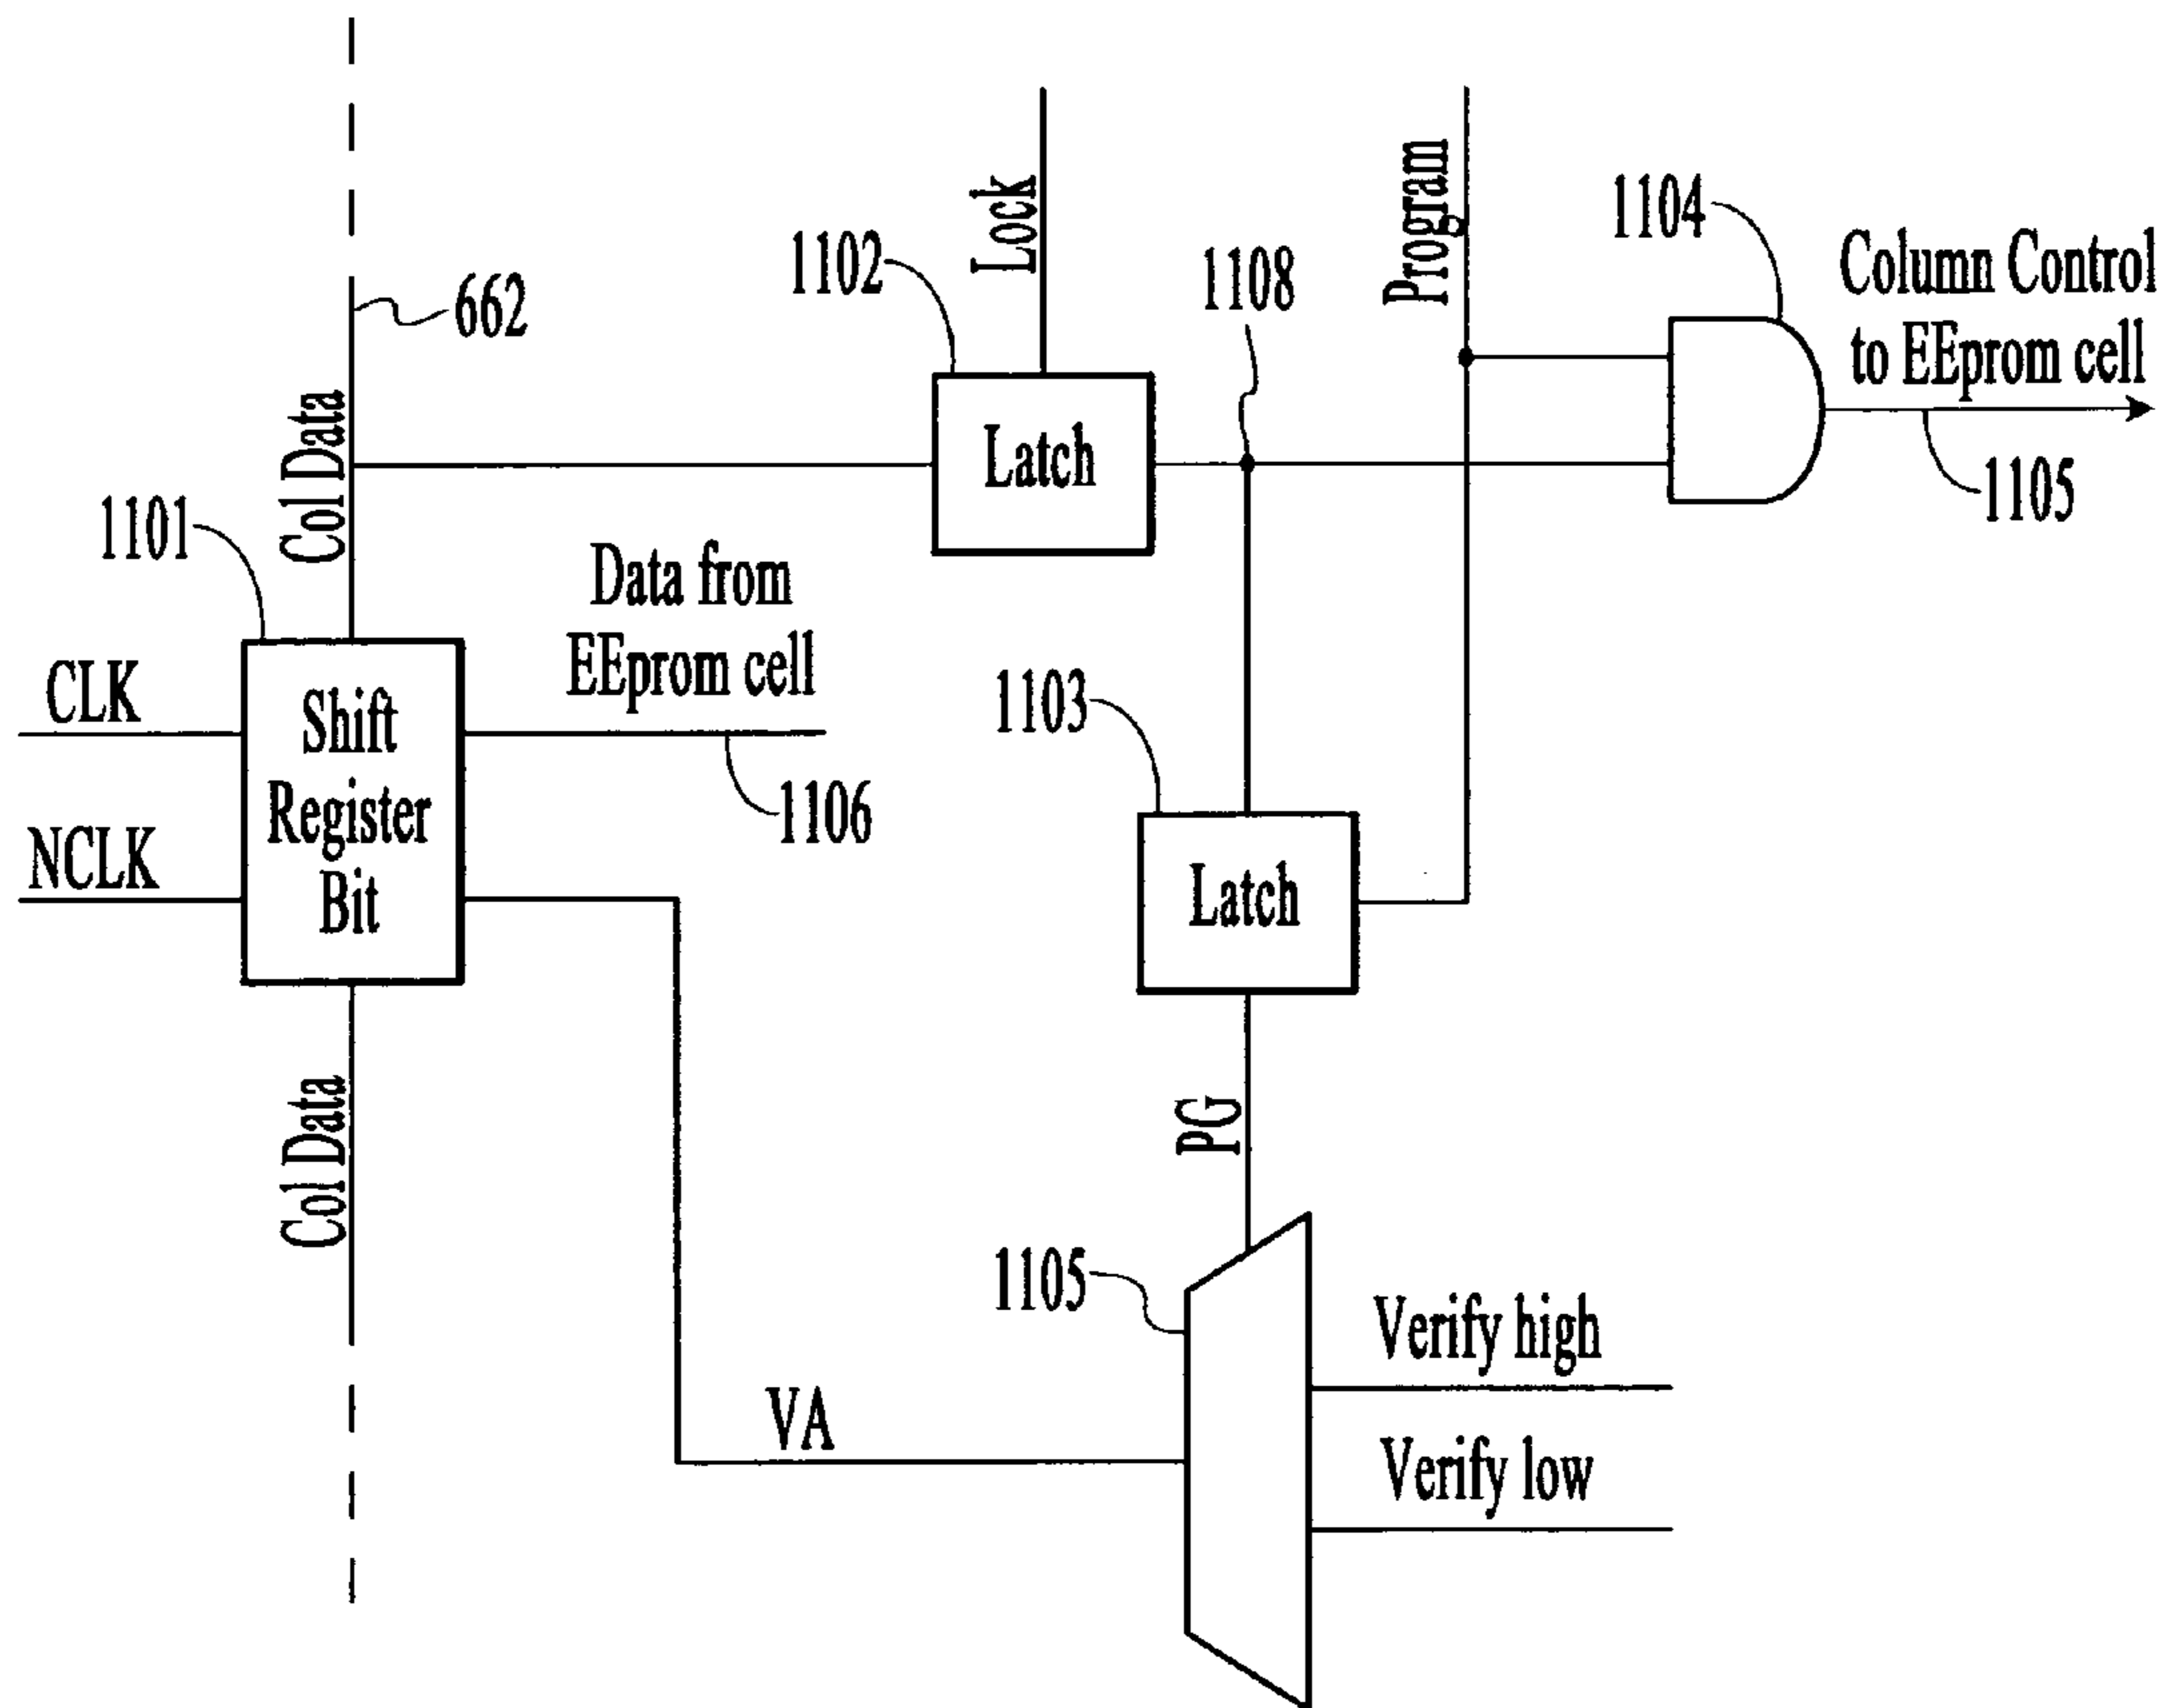 Lock
Program
1104
1102
1108
Column Control
to EEprom cell
662
Col Data
Latch
1105
1101
Data from
EEprom cell
CLK
Shift
Register
Bit
1103
1106
NCLK
Latch
Col Data
PG
1105
Verify high
VA
Verify low